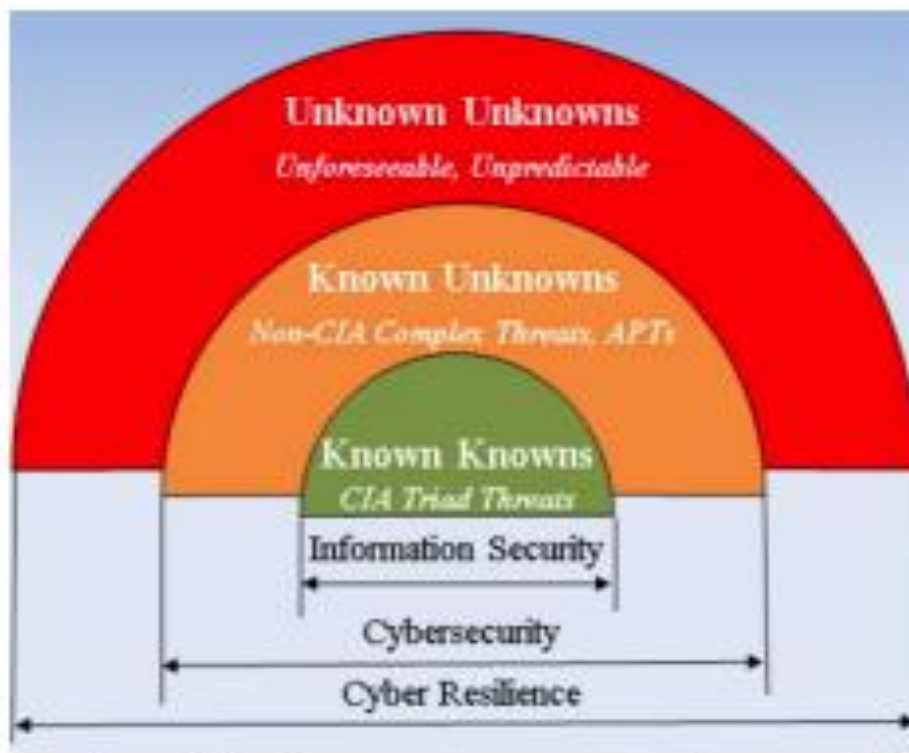 Unknown Unknowns
Unforeseeable, Unpredictable
Known Unknowns
Non-CIA Complex Threats, APTs
Known Knowns
CIA Triad Threats
Information Security
Cybersecurity
Cyber Resilience